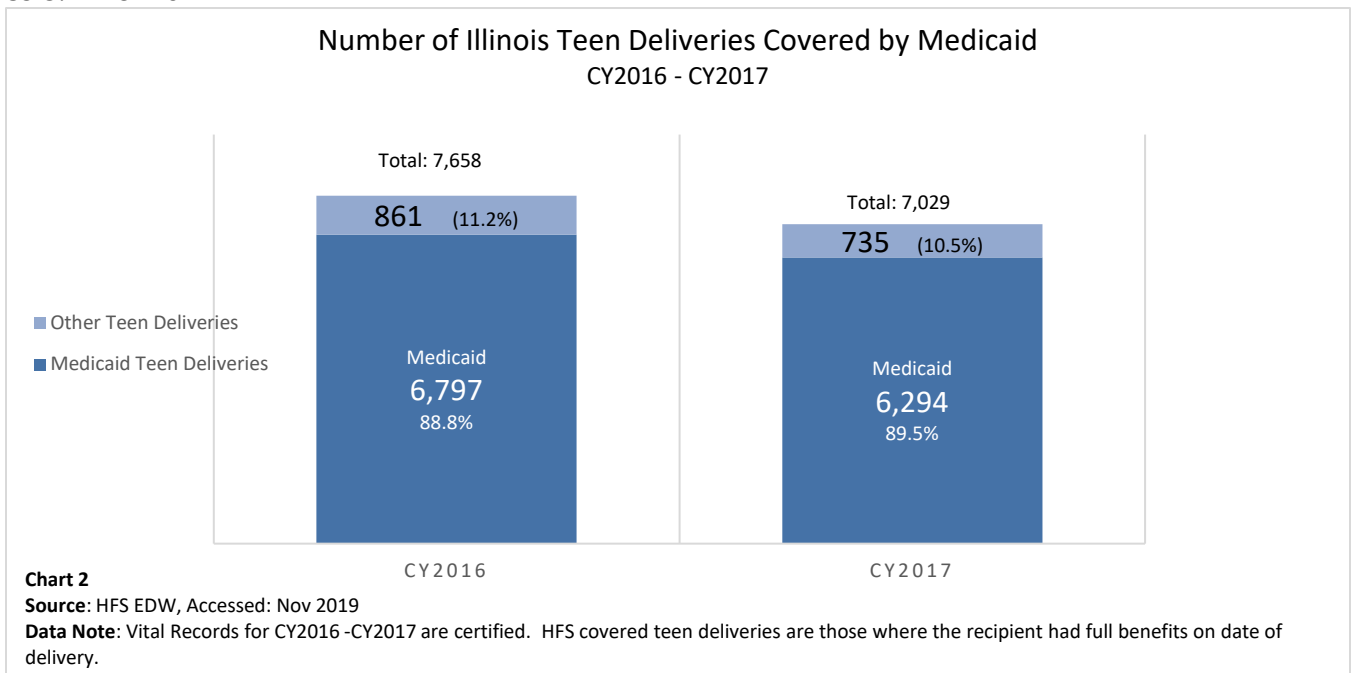 Number of Illinois Teen Deliveries Covered by Medicaid
CY2016 - CY2017
Total: 7,658
861 (11.2%)
Total: 7,029
735 (10.5%)
Other Teen Deliveries
Medicaid Teen Deliveries
Medicaid
6,797
88.8%
Medicaid
6,294
89.5%
CY2016
CY2017
Chart 2
Source: HFS EDW, Accessed: Nov 2019
Data Note: Vital Records for CY2016 -CY2017 are certified. HFS covered teen deliveries are those where the recipient had full benefits on date of
delivery.